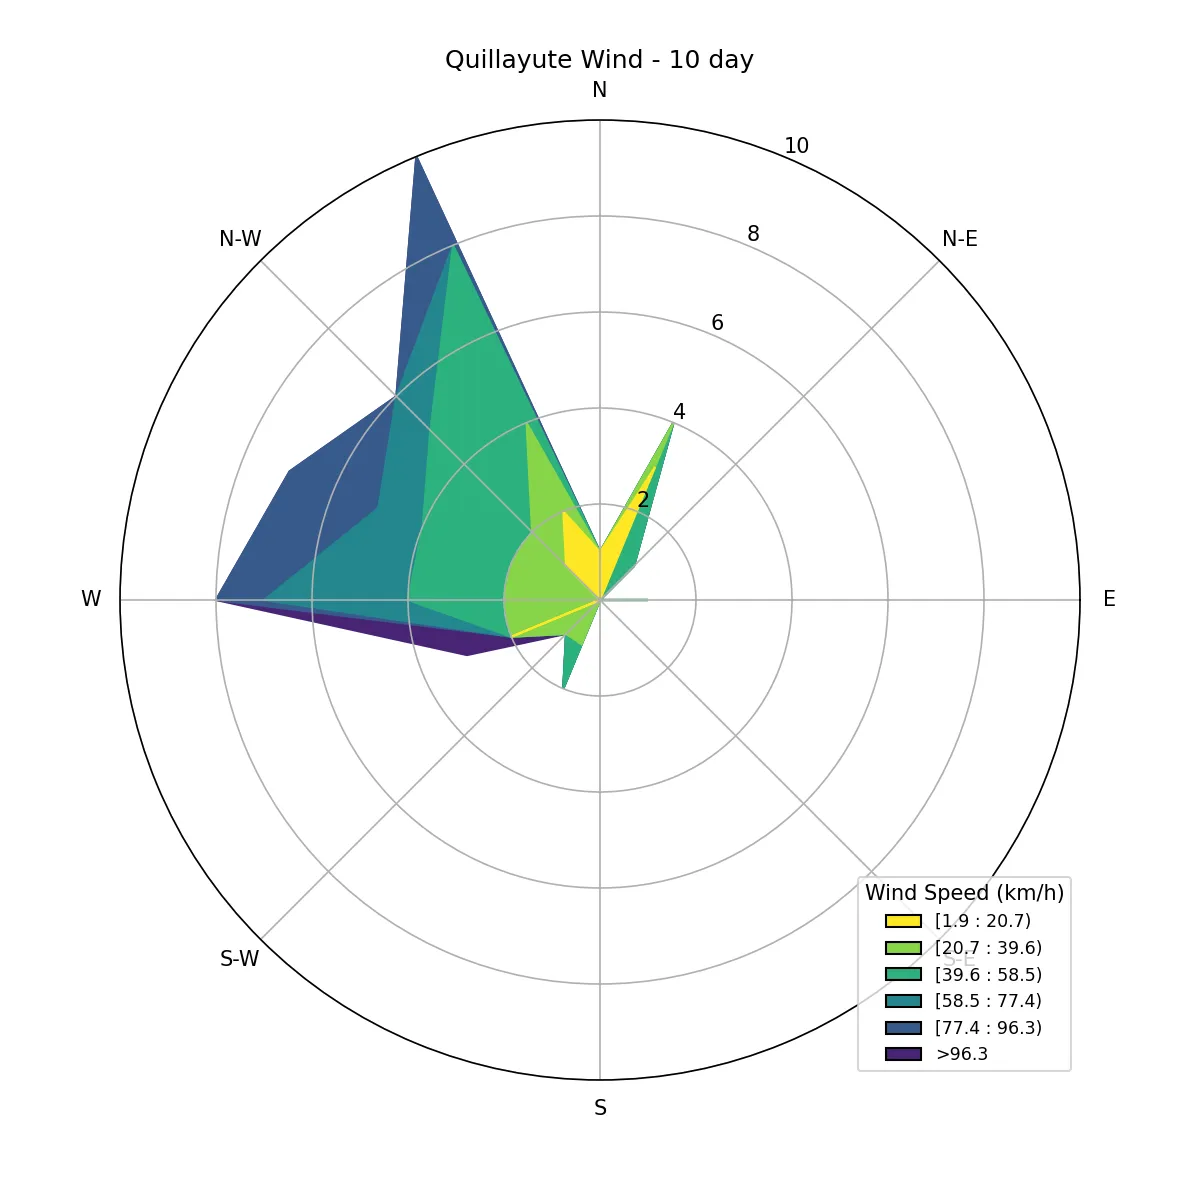 Quillayute Wind - 10 day
N
10
N-W
8
N-E
6
4
2
W
E
S-W
S-E
S
Wind Speed (km/h)
[1.9 : 20.7)
[20.7 : 39.6)
[39.6 : 58.5)
[58.5 : 77.4)
[77.4 : 96.3)
>96.3